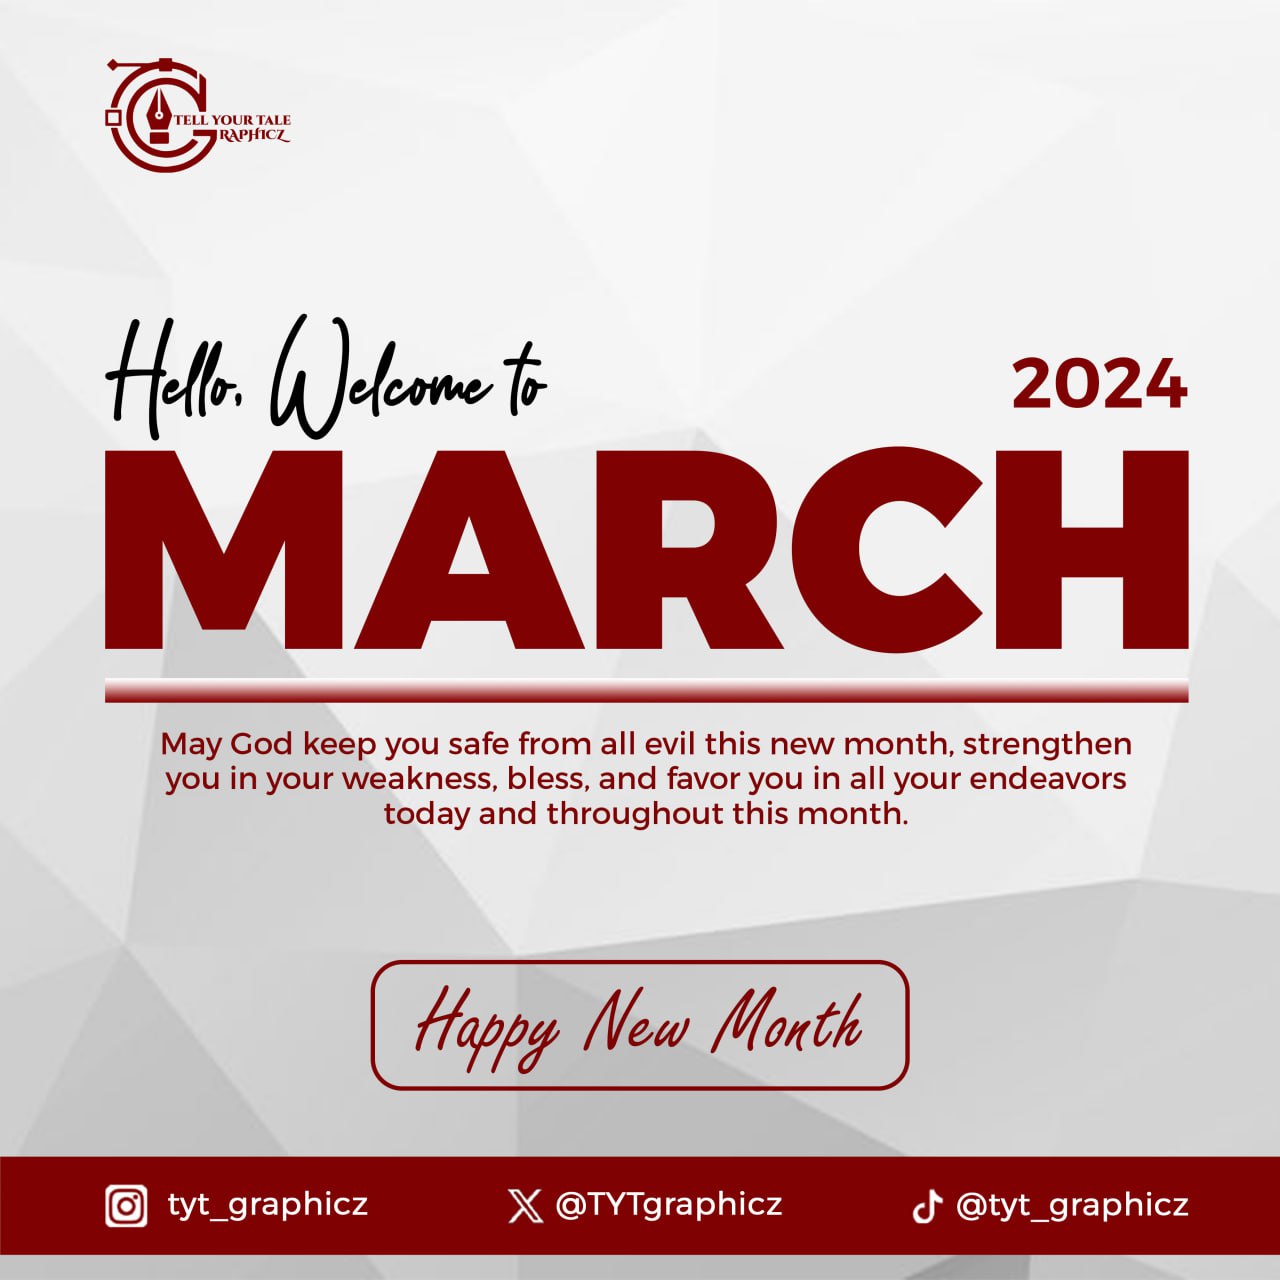 TELL YOUR TALE
GRAPHICZ
Hello, Welcome to
2024
MARCH
May God keep you safe from all evil this new month, strengthen
you in your weakness, bless, and favor you in all your endeavors
today and throughout this month.
Happy New Month
tyt_graphicz
@TYTgraphicz
@tyt_graphicz